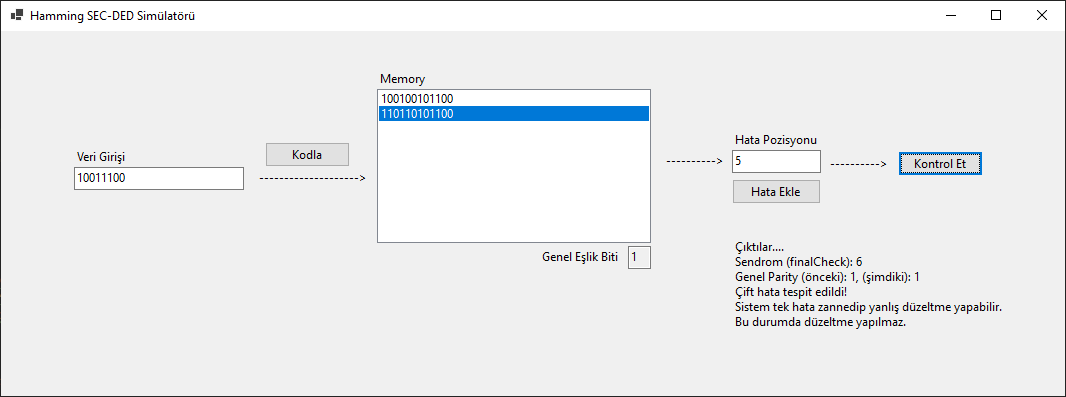 Hamming SEC-DED Simülatörü
Memory
100100101100
110110101100
Hata Pozisyonu
Veri Girişi
Kodla
5
Kontrol Et
10011100
-------------------->
---------->
---------->
Hata Ekle
Genel Eşlik Biti 1
Çıktılar....
Sendrom (finalCheck): 6
Genel Parity (önceki): 1, (şimdiki): 1
Çift hata tespit edildi!
Sistem tek hata zannedip yanlış düzeltme yapabilir.
Bu durumda düzeltme yapılmaz.